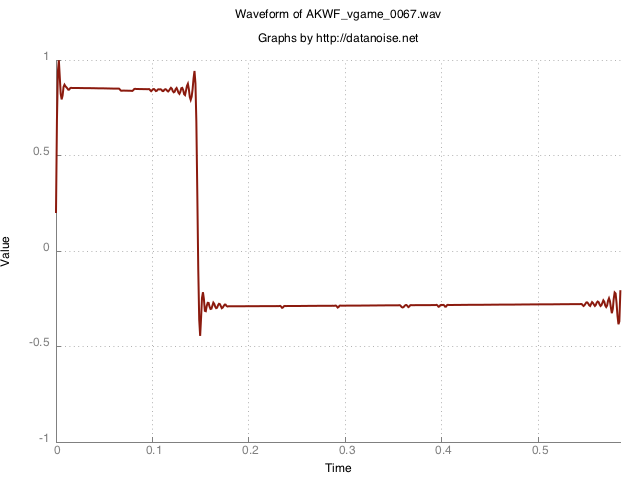 Waveform of AKWF_vgame_0067.wav
Graphs by http://datanoise.net
1
0.5
0
-0.5
-1
Value
0 0.1 0.2 0.3 0.4 0.5
Time